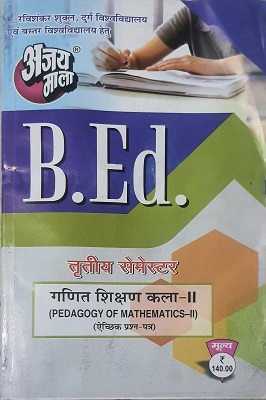 . रविशंकर शुक्ल, दुर्ग विश्वविद्यालय
एवं बस्तर विश्वविद्यालय हेतु
अजय®
माला
B.Ed.
तृतीय सेमेस्टर
गणित शिक्षण कला-II
(PEDAGOGY OF MATHEMATICS-II)
(ऐच्छिक प्रश्न-पत्र)
मूल्य
₹
140.00